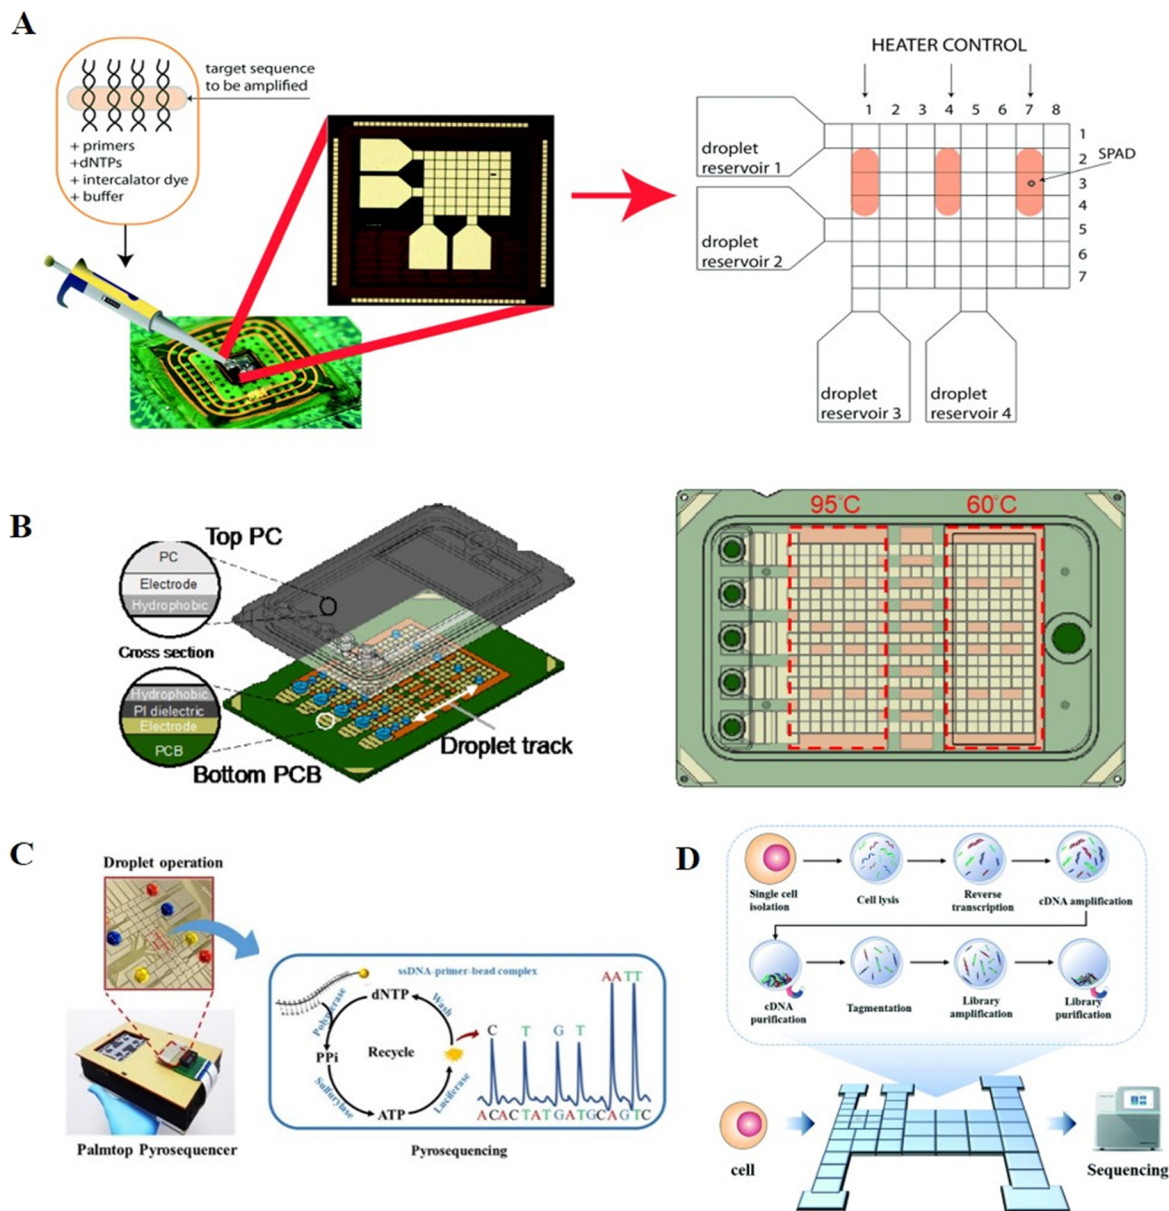 A
target sequence
to be amplified
+ primers
+dNTPs
+ intercalator dye
+ buffer
HEATER CONTROL
1 2 3 4 5 6 7 8
droplet
reservoir 1
droplet
reservoir 2
1
2
3
4
5
6
7
SPAD
droplet
reservoir 3
droplet
reservoir 4
B
Top PC
PC
Electrode
Hydrophobic
Cross section
Hydrophobic
PI dielectric
Electrode
PCB
Bottom PCB
Droplet track
95°C
60°C
C
Droplet operation
Palmtop Pyrosequencer
ssDNA-primer-bead complex
dNTP
Polymerase
Wash
PPi
Recycle
Sulfurylase
ATP
Luciferase
C T G T AATT
ACACTATGATGCAGTC
Pyrosequencing
D
Single cell
isolation
Cell lysis
Reverse
transcription
cDNA amplification
cDNA
purification
Tagmentation
Library
amplification
Library
purification
cell
Sequencing